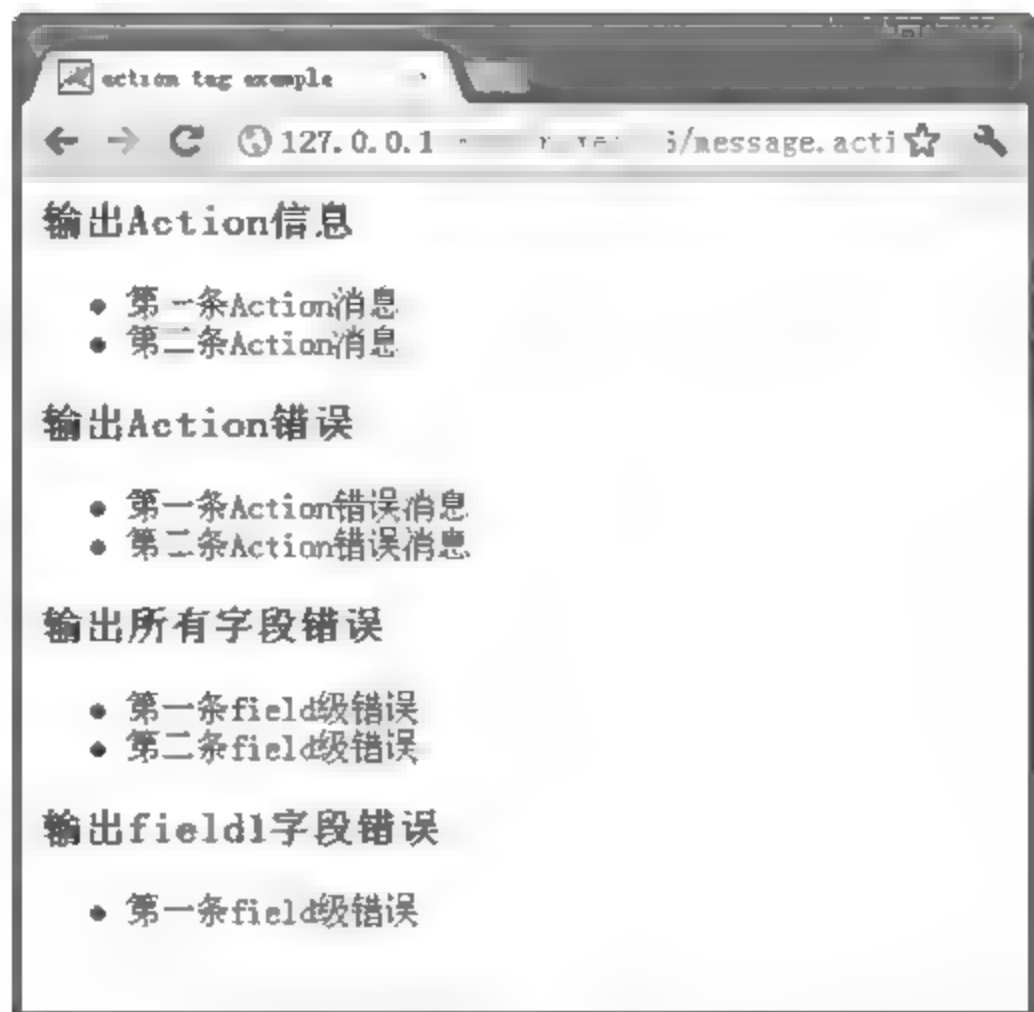 action tag example
127.0.0.1 /message.acti
输出Action信息
第一条Action消息
第二条Action消息
输出Action错误
第一条Action错误消息
第二条Action错误消息
输出所有字段错误
第一条field级错误
第二条field级错误
输出field1字段错误
第一条field级错误